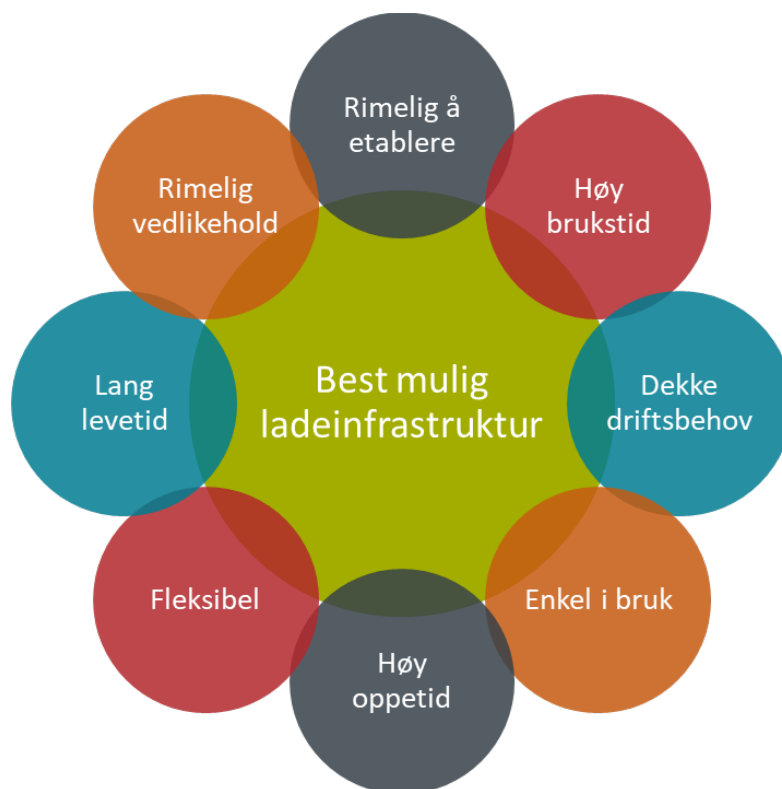 Rimelig å
etablere
Høy
brukstid
Dekke
driftsbehov
Enkel i bruk
Høy
oppetid
Fleksibel
Lang
levetid
Rimelig
vedlikehold
Best mulig
ladeinfrastruktur